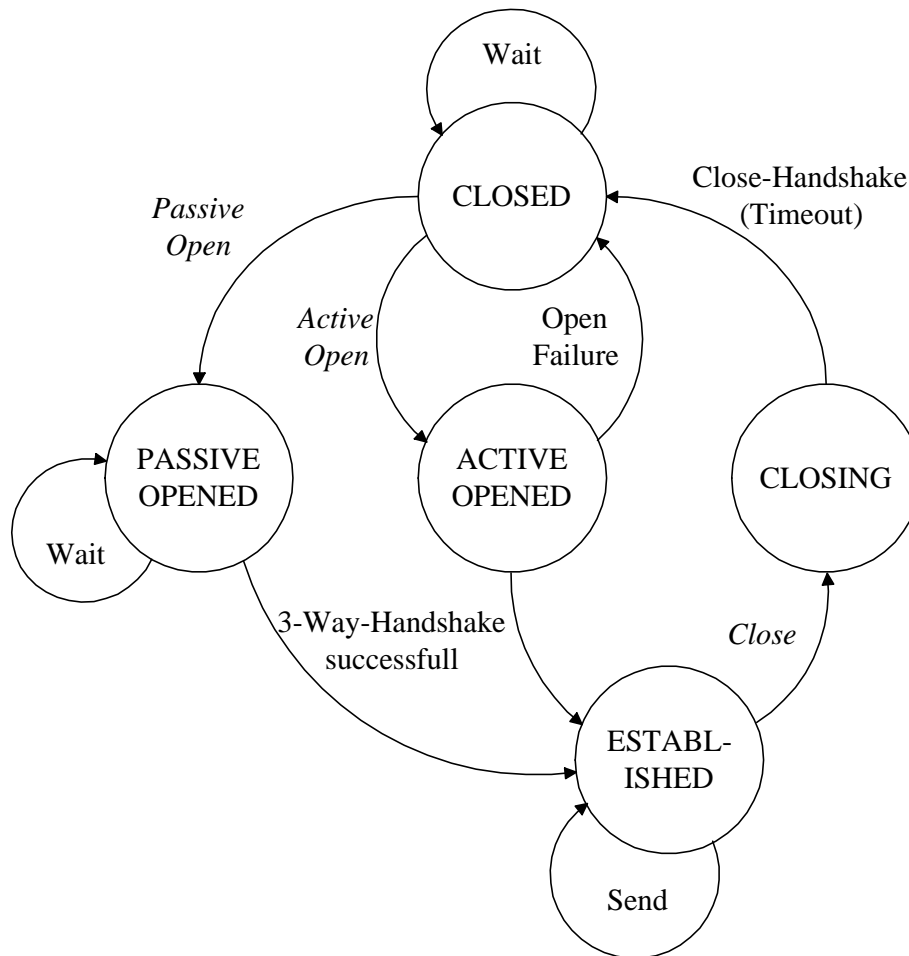 Wait
CLOSED
Close-Handshake
(Timeout)
Passive
Open
Active
Open
Open
Failure
PASSIVE
OPENED
ACTIVE
OPENED
CLOSING
Wait
3-Way-Handshake
successfull
Close
ESTABL-
ISHED
Send